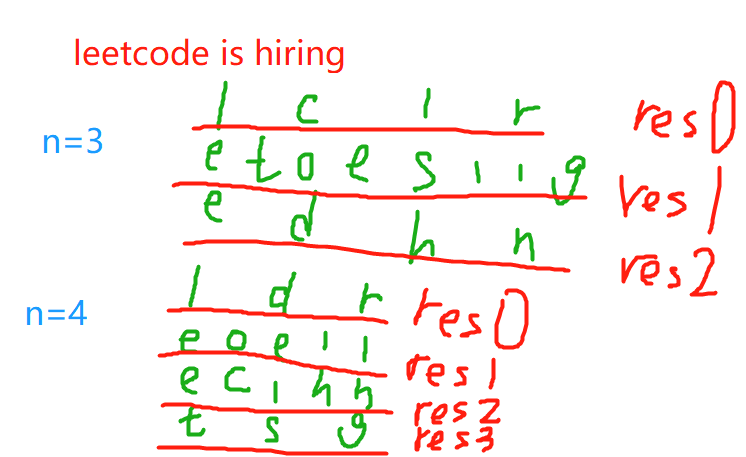 leetcode is hiring
n=3
l c i r res0
e t o e s i i g res1
e d h n res2
n=4
l d r res0
e o e i i res1
e c i h n res2
t s g res3